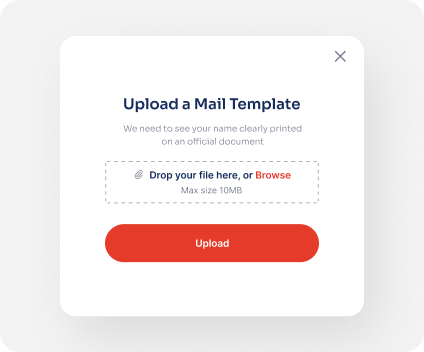 Upload a Mail Template
We need to see your name clearly printed
on an official document
Drop your file here, or Browse
Max size 10MB
Upload